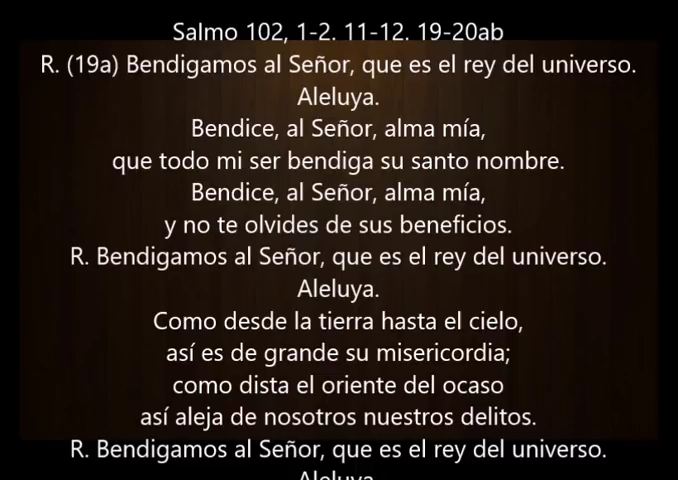 Salmo 102, 1-2. 11-12. 19-20ab
R. (19a) Bendigamos al Señor, que es el rey del universo.
Aleluya.
Bendice, al Señor, alma mía,
que todo mi ser bendiga su santo nombre.
Bendice, al Señor, alma mía,
y no te olvides de sus beneficios.
R. Bendigamos al Señor, que es el rey del universo.
Aleluya.
Como desde la tierra hasta el cielo,
así es de grande su misericordia;
como dista el oriente del ocaso
así aleja de nosotros nuestros delitos.
R. Bendigamos al Señor, que es el rey del universo.
Aleluya.